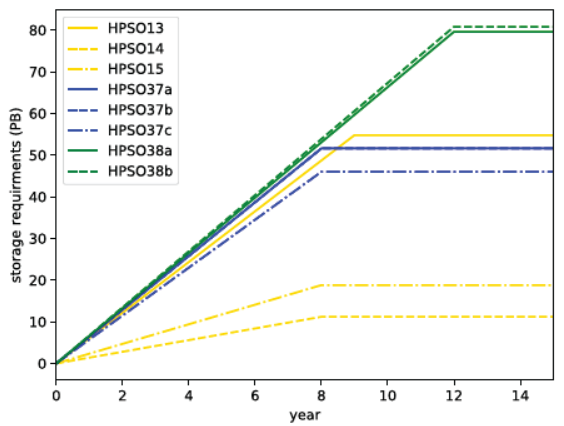 80
70
60
50
40
30
20
10
0
storage requirments (PB)
HPSO13
HPSO14
HPSO15
HPSO37a
HPSO37b
HPSO37c
HPSO38a
HPSO38b
0 2 4 6 8 10 12 14
year